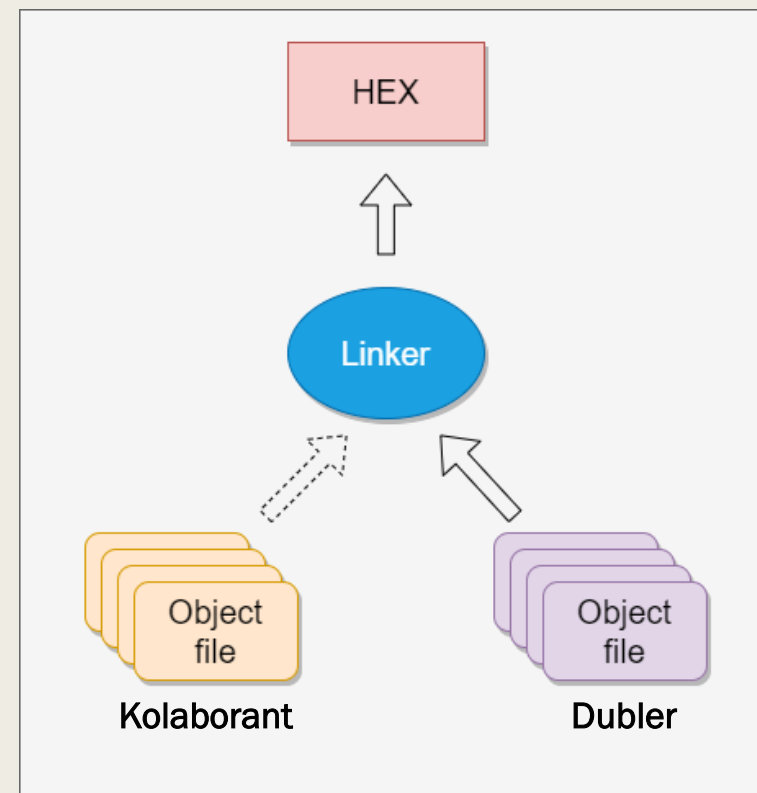 HEX
Linker
Object
file
Object
file
Kolaborant
Dubler